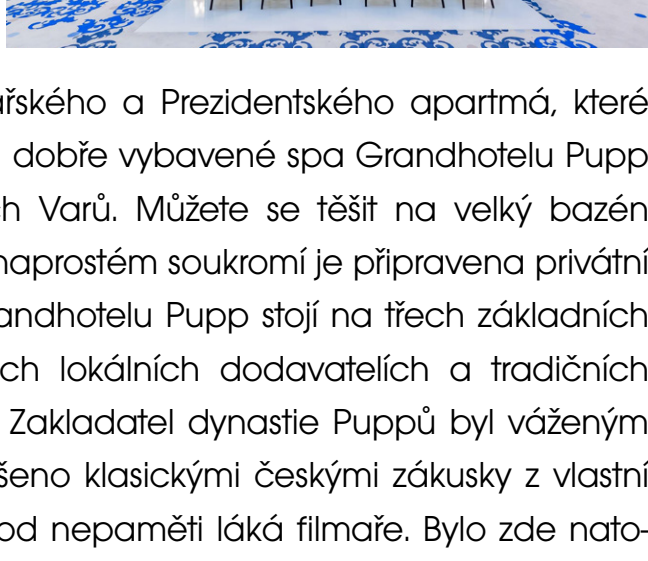 ařského a Prezidentského apartmá, které
dobře vybavené spa Grandhotelu Pupp
ch Varů. Můžete se těšit na velký bazén
naprostém soukromí je připravena privátní
andhotelu Pupp stojí na třech základních
ch lokálních dodavatelích a tradičních
Zakladatel dynastie Puppů byl váženým
šeno klasickými českými zákusky z vlastní
od nepaměti láká filmaře. Bylo zde nato-